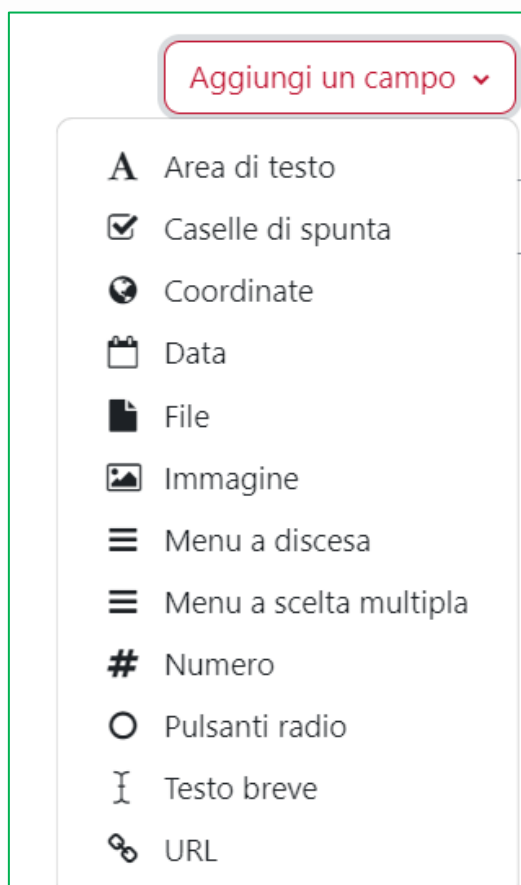 Aggiungi un campo
Area di testo
Caselle di spunta
Coordinate
Data
File
Immagine
Menu a discesa
Menu a scelta multipla
Numero
Pulsanti radio
Testo breve
URL